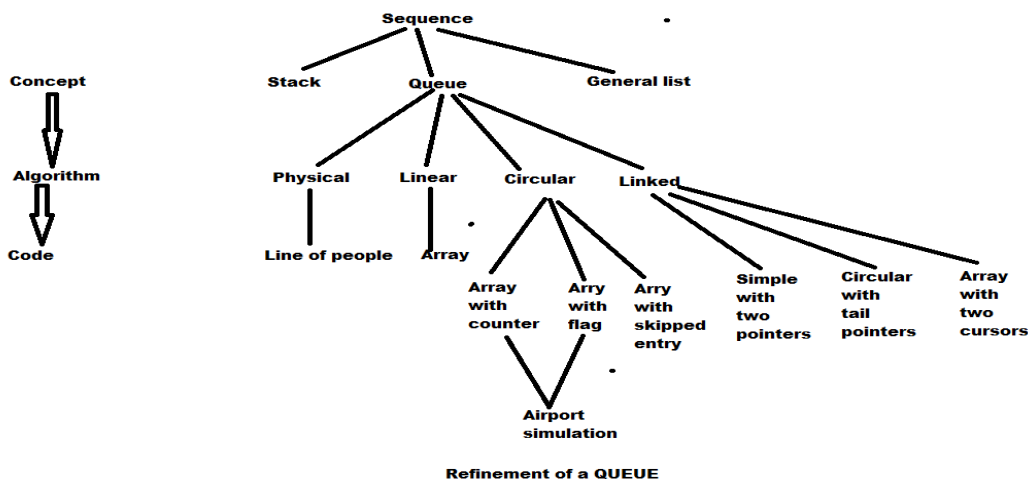 Sequence
Concept
Stack
Queue
General list
Algorithm
Physical
Linear
Circular
Linked
Code
Line of people
Array
Array
with
counter
Arry
with
flag
Arry
with
skipped
entry
Simple
with
two
pointers
Circular
with
tail
pointers
Array
with
two
cursors
Airport
simulation
Refinement of a QUEUE